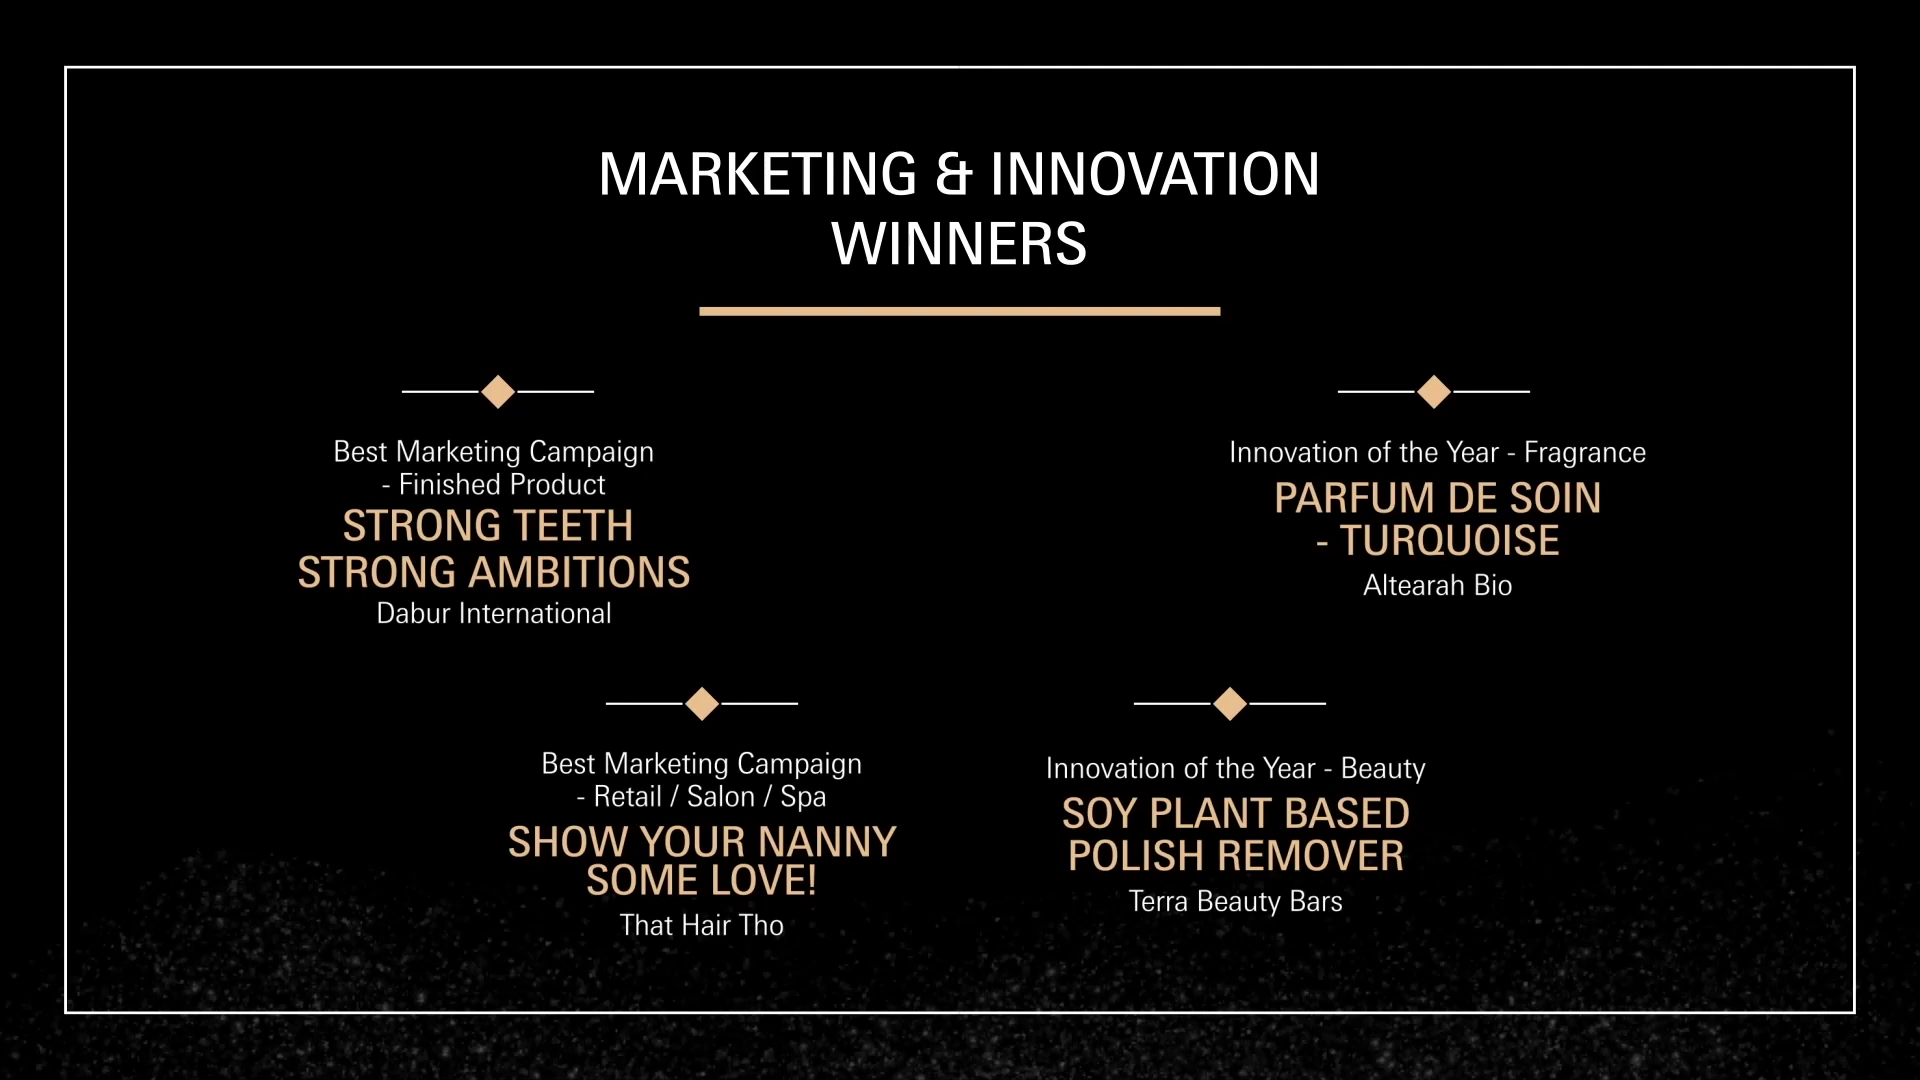 MARKETING & INNOVATION
WINNERS
Best Marketing Campaign
- Finished Product
STRONG TEETH
STRONG AMBITIONS
Dabur International
Innovation of the Year - Fragrance
PARFUM DE SOIN
- TURQUOISE
Altearah Bio
Best Marketing Campaign
- Retail / Salon / Spa
SHOW YOUR NANNY
SOME LOVE!
That Hair Tho
Innovation of the Year - Beauty
SOY PLANT BASED
POLISH REMOVER
Terra Beauty Bars